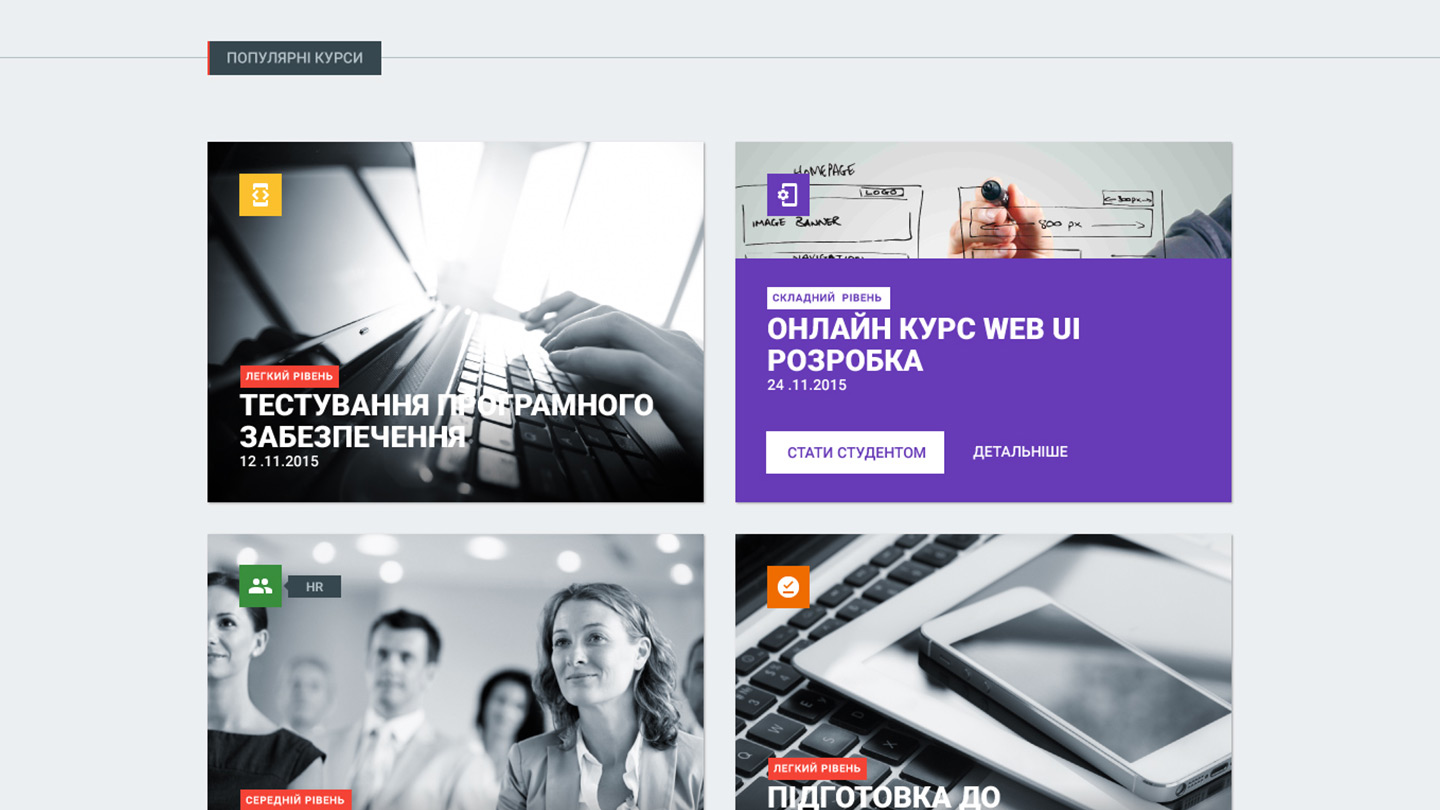 ПОПУЛЯРНІ КУРСИ
ЛЕГКИЙ РІВЕНЬ
ТЕСТУВАННЯ ПРОГРАМНОГО
ЗАБЕЗПЕЧЕННЯ
12 .11.2015
HOMEPAGE
LOGO
IMAGE BANNER
800 px
NAVIGATION
СКЛАДНИЙ РІВЕНЬ
ОНЛАЙН КУРС WEB UI
РОЗРОБКА
24 .11.2015
СТАТИ СТУДЕНТОМ
ДЕТАЛЬНІШЕ
HR
СЕРЕДНІЙ РІВЕНЬ
ЛЕГКИЙ РІВЕНЬ
ПІДГОТОВКА ДО